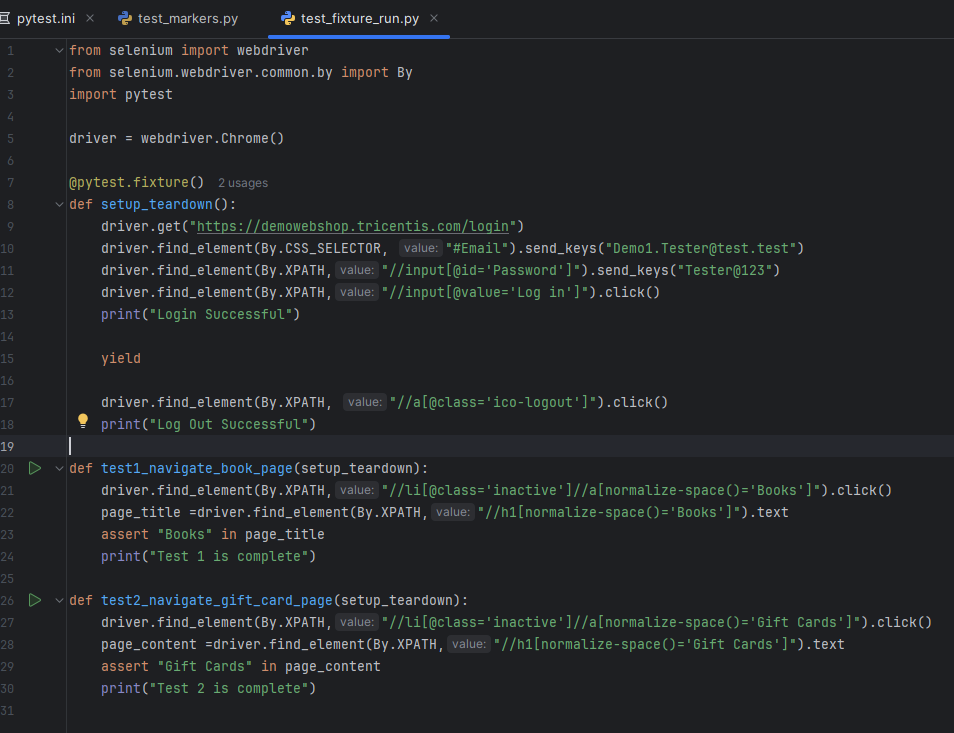 pytest.ini × test_markers.py test_fixture_run.py ×
1 from selenium import webdriver
2 from selenium.webdriver.common.by import By
3 import pytest
4
5 driver = webdriver.Chrome()
6
7 @pytest.fixture() 2 usages
8 def setup_teardown():
9 driver.get("https://demowebshop.tricentis.com/login")
10 driver.find_element(By.CSS_SELECTOR, value: "#Email").send_keys("Demo1.Tester@test.test")
11 driver.find_element(By.XPATH, value: "//input[@id='Password']").send_keys("Tester@123")
12 driver.find_element(By.XPATH, value: "//input[@value='Log in']").click()
13 print("Login Successful")
14
15 yield
16
17 driver.find_element(By.XPATH, value: "//a[@class='ico-logout']").click()
18 print("Log Out Successful")
19
20 def test1_navigate_book_page(setup_teardown):
21 driver.find_element(By.XPATH, value: "//li[@class='inactive']//a[normalize-space()='Books']").click()
22 page_title =driver.find_element(By.XPATH, value: "//h1[normalize-space()='Books']").text
23 assert "Books" in page_title
24 print("Test 1 is complete")
25
26 def test2_navigate_gift_card_page(setup_teardown):
27 driver.find_element(By.XPATH, value: "//li[@class='inactive']//a[normalize-space()='Gift Cards']").click()
28 page_content =driver.find_element(By.XPATH, value: "//h1[normalize-space()='Gift Cards']").text
29 assert "Gift Cards" in page_content
30 print("Test 2 is complete")
31